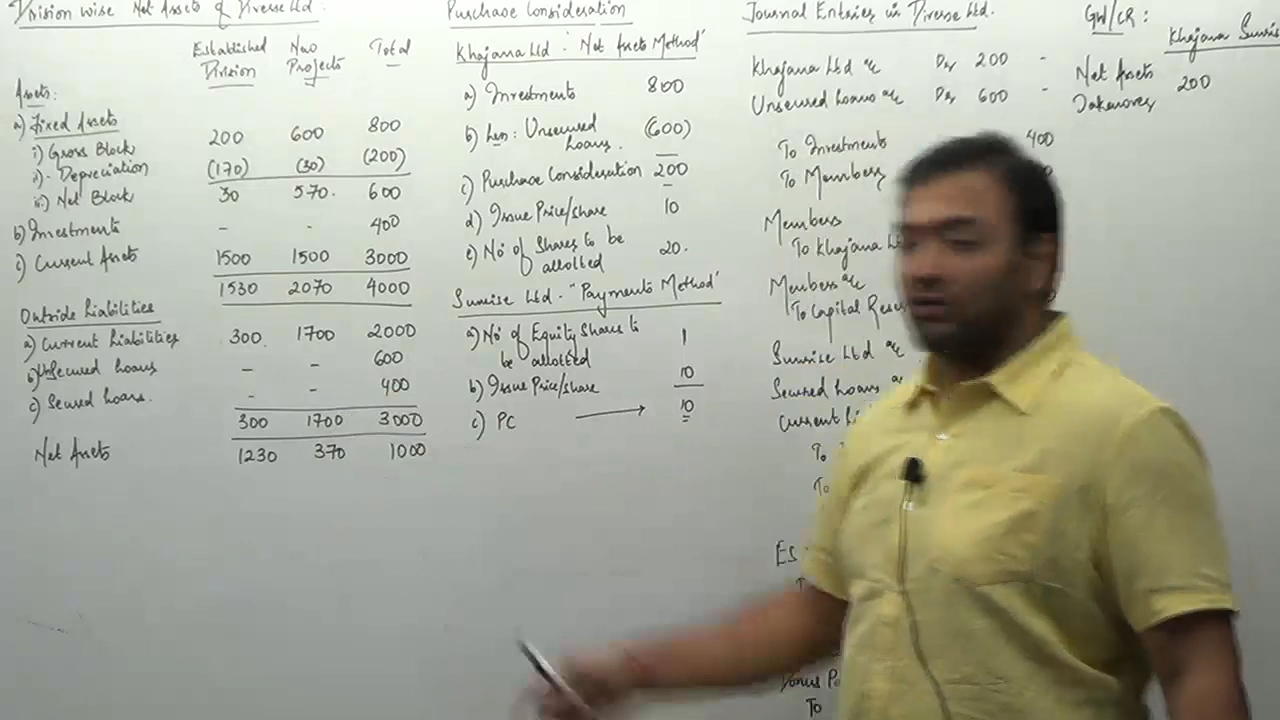 Division wise Net Assets of Diverse Ltd.
Established Division New Projects Total
Assets:
a) Fixed Assets
i) Gross Block 200 600 800
ii) Depreciation (170) (30) (200)
iii) Net Block 30 570. 600
b) Investments - - 400
c) Current Assets 1500 1500 3000
1530 2070 4000
Outside Liabilities
a) Current Liabilities 300 1700 2000
b) UnSecured Loans - - 600
c) Secured Loans. - - 400
300 1700 3000
Net Assets 1230 370 1000
Purchase Consideration
Khajana Ltd - 'Net Assets Method'
a) Investments 800
b) Less: Unsecured Loans. (600)
c) Purchase Consideration 200
d) Issue Price/share 10
e) No of Shares to be allotted 20.
Sunrise Ltd - "Payments Method"
a) No of Equity Shares to be allotted 1
b) Issue Price/share 10
c) PC → 10
Journal Entries in Diverse Ltd.
Khajana Ltd a/c Dr 200 -
Unsecured Loans a/c Dr 600 -
To Investments 400
To Members
Members
To Khajana
Members a/c
To Capital
Sunrise Ltd a/c
Secured Loans a/c
Current
To
To
ES
To
GW/CR:
Khajana
Net Assets Takenover 200